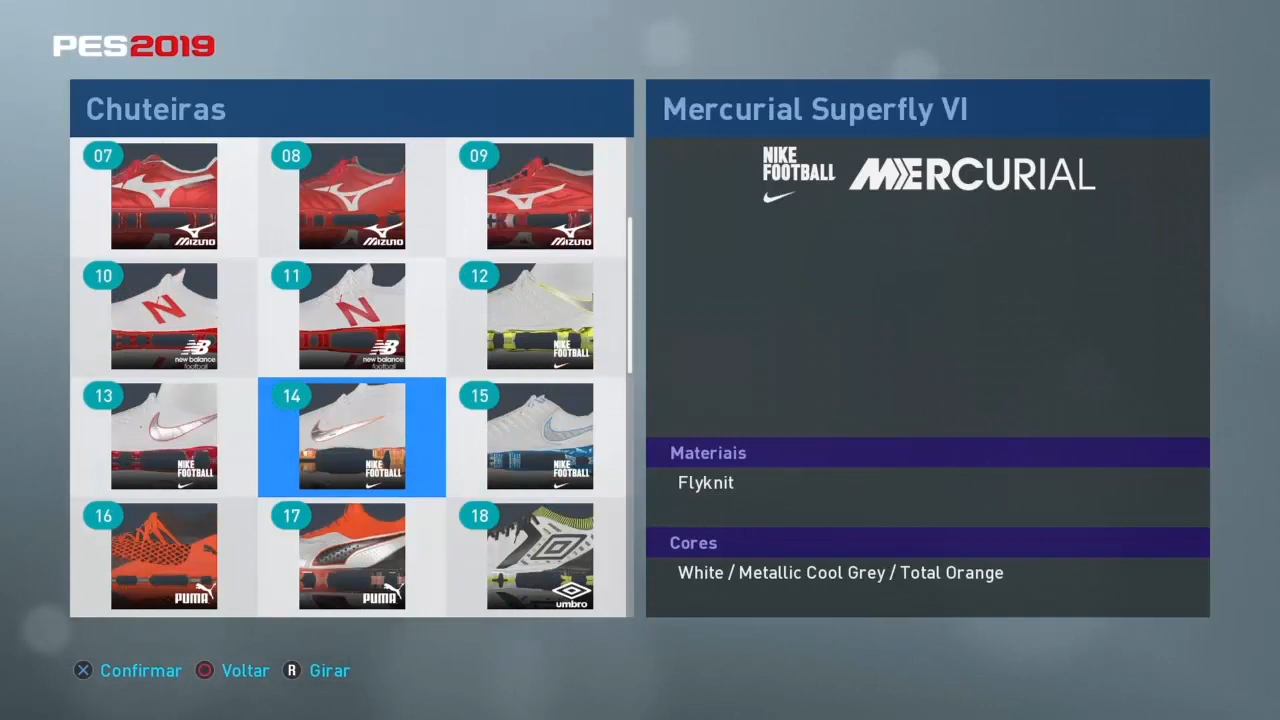 PES2019
Chuteiras
07
08
09
MIZUNO
MIZUNO
MIZUNO
10
11
12
new balance
football
new balance
football
NIKE
FOOTBALL
13
14
15
NIKE
FOOTBALL
NIKE
FOOTBALL
NIKE
FOOTBALL
16
17
18
PUMA
PUMA
umbro
Mercurial Superfly VI
NIKE
FOOTBALL
MERCURIAL
Materiais
Flyknit
Cores
White / Metallic Cool Grey / Total Orange
Confirmar
Voltar
R Girar